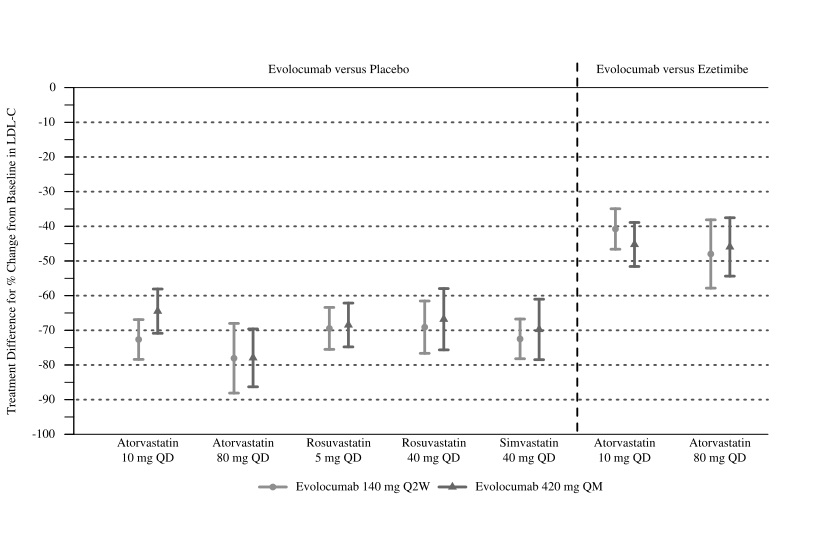 Evolocumab versus Placebo
Evolocumab versus Ezetimibe
Treatment Difference for % Change from Baseline in LDL-C
0
-10
-20
-30
-40
-50
-60
-70
-80
-90
-100
Atorvastatin
10 mg QD
Atorvastatin
80 mg QD
Rosuvastatin
5 mg QD
Rosuvastatin
40 mg QD
Simvastatin
40 mg QD
Atorvastatin
10 mg QD
Atorvastatin
80 mg QD
Evolocumab 140 mg Q2W
Evolocumab 420 mg QM